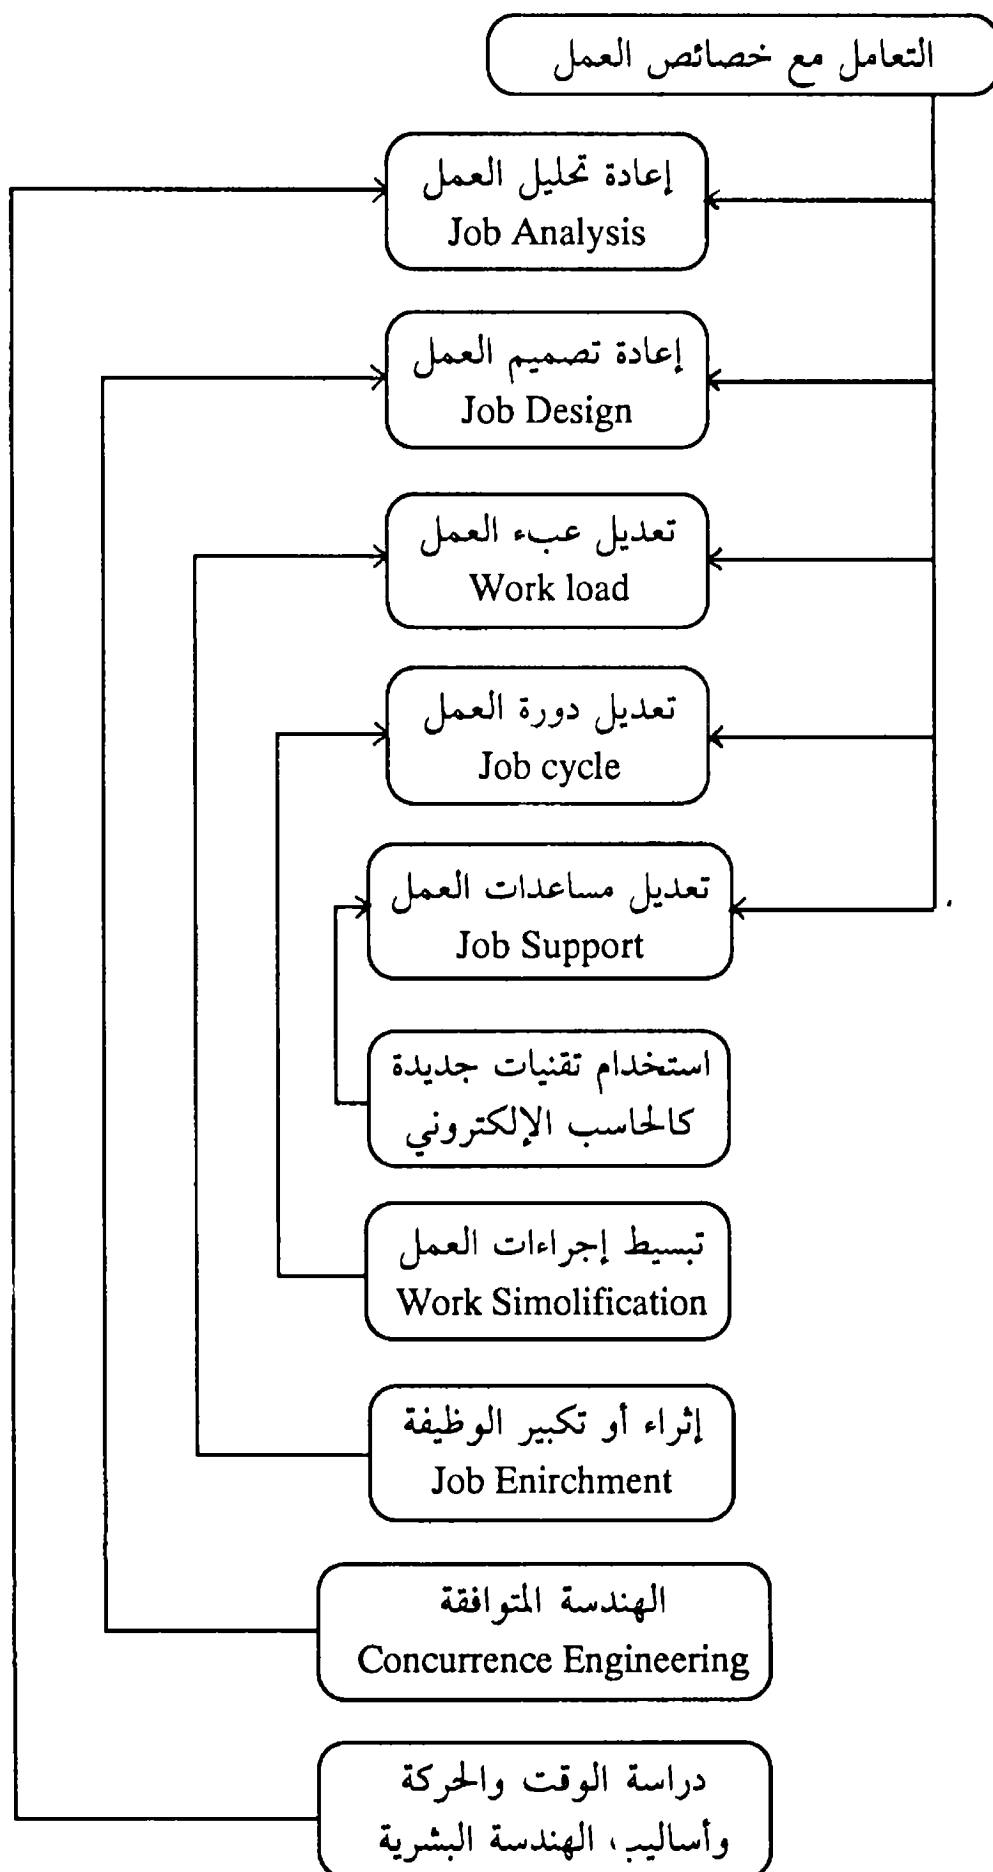 التعامل مع خصائص العمل
إعادة تحليل العمل
Job Analysis
إعادة تصميم العمل
Job Design
تعديل عبء العمل
Work load
تعديل دورة العمل
Job cycle
تعديل مساعدات العمل
Job Support
استخدام تقنيات جديدة
كالحاسب الإلكتروني
تبسيط إجراءات العمل
Work Simolification
إثراء أو تكبير الوظيفة
Job Enirchment
الهندسة المتوافقة
Concurrence Engineering
دراسة الوقت والحركة
وأساليب، الهندسة البشرية